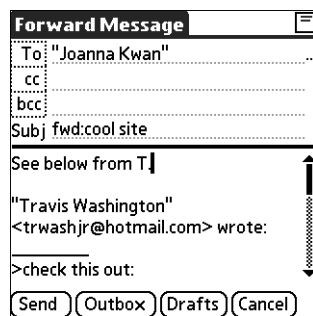 Forward Message
To "Joanna Kwan" ..
cc
bcc
Subj fwd:cool site
See below from T.
"Travis Washington"
<trwashjr@hotmail.com> wrote:
>check this out:
Send Outbox Drafts Cancel